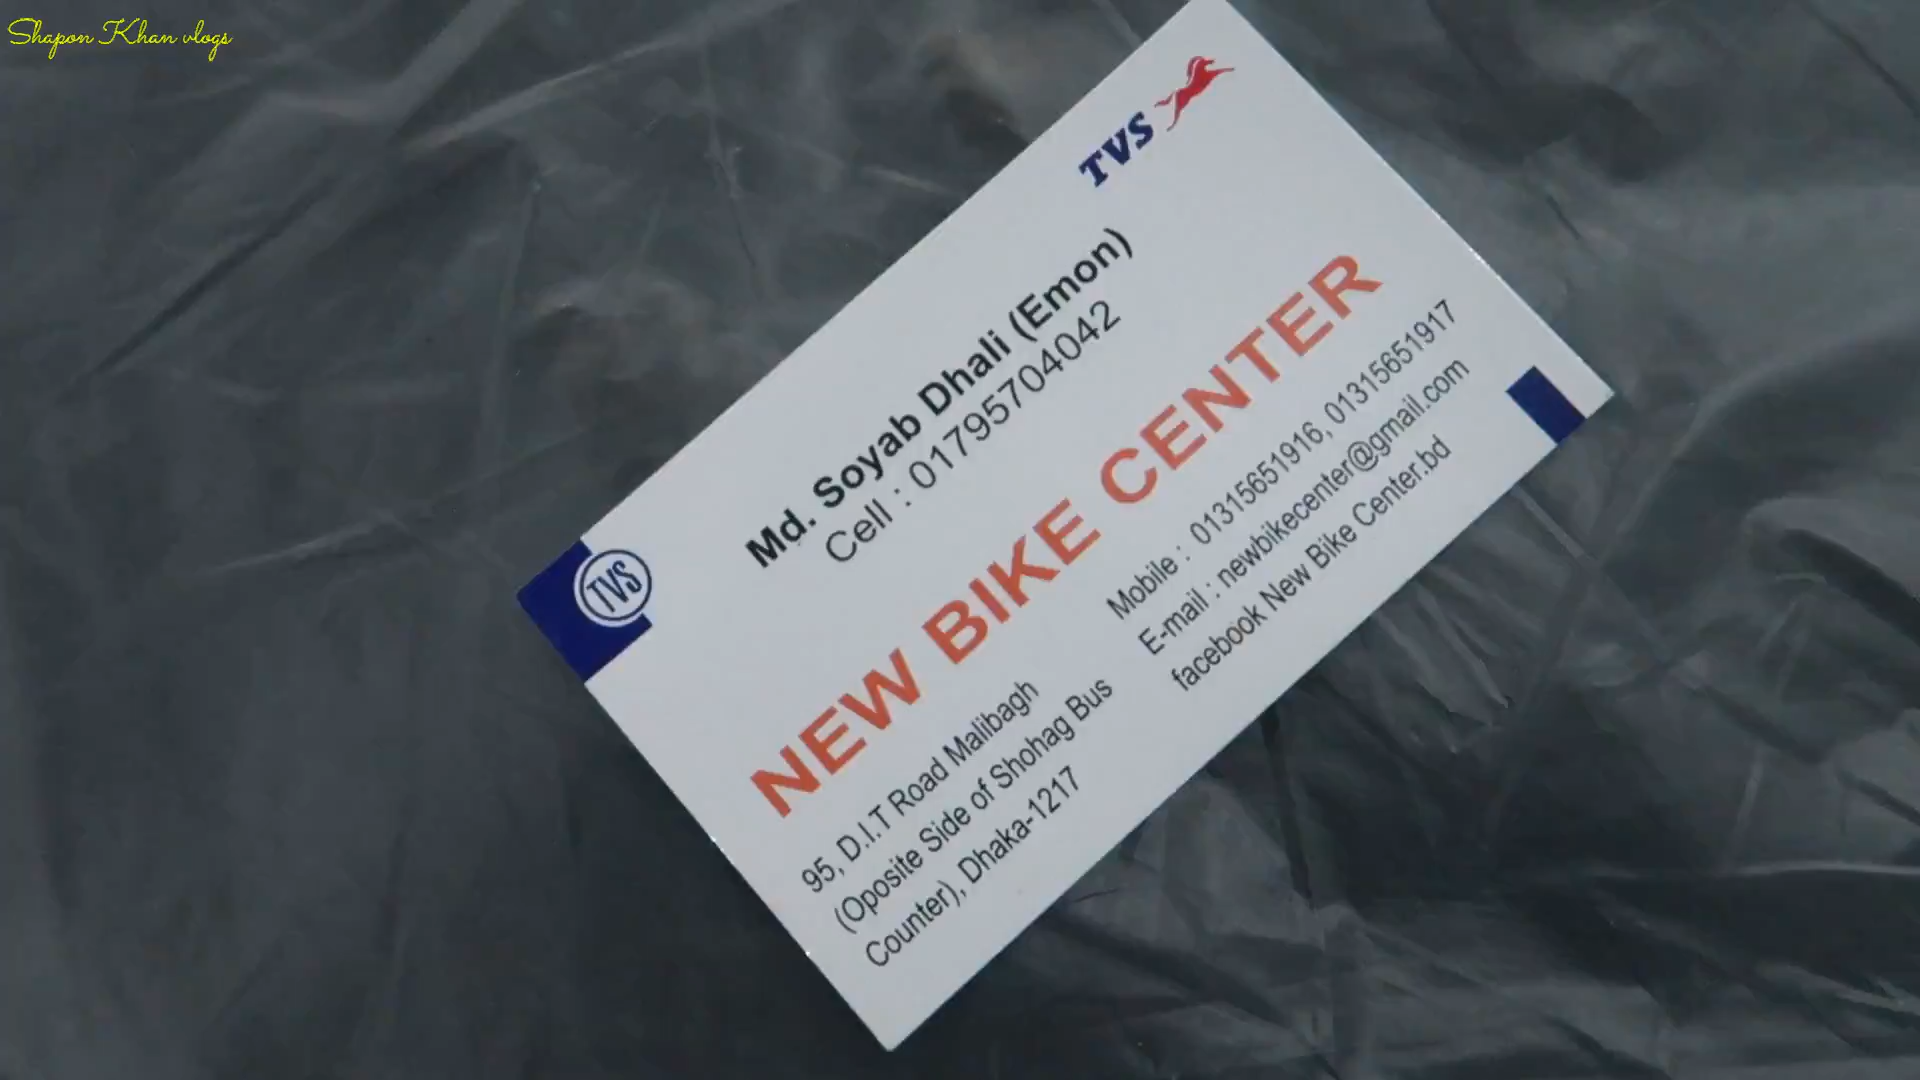 Shapon Khan vlogs
TVS
Md. Soyab Dhali (Emon)
Cell : 01795704042
TVS
NEW BIKE CENTER
95, D.I.T Road Malibagh
(Oposite Side of Shohag Bus
Counter), Dhaka-1217
Mobile : 01315651916, 01315651917
E-mail : newbikecenter@gmail.com
facebook New Bike Center.bd